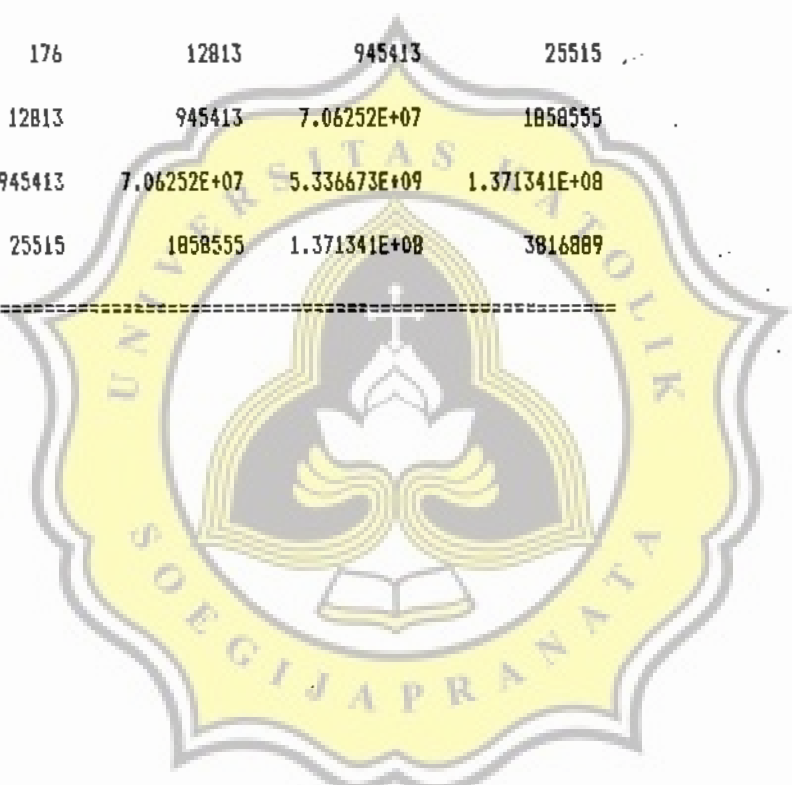 176 12813 945413 25515
12813 945413 7.06252E+07 1858555
945413 7.06252E+07 5.336673E+09 1.371341E+08
25515 1858555 1.371341E+08 3816889
UNIVERSITAS KATOLIK
SOEGIJAPRANATA